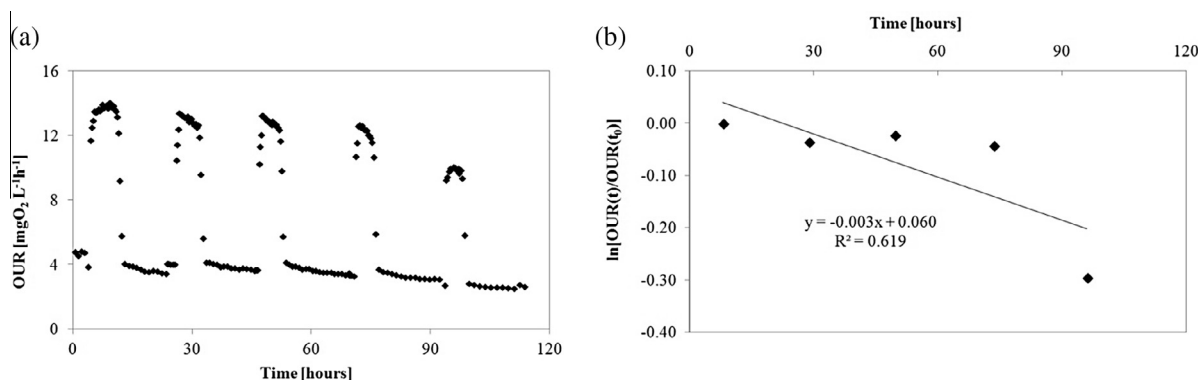 (a)
16
12
8
4
0
OUR [mgO₂ L⁻¹h⁻¹]
0 30 60 90 120
Time [hours]
(b)
Time [hours]
0 30 60 90 120
0.10
0.00
-0.10
-0.20
-0.30
-0.40
ln[OUR(t)/OUR(t₀)]
y = -0.003x + 0.060
R² = 0.619